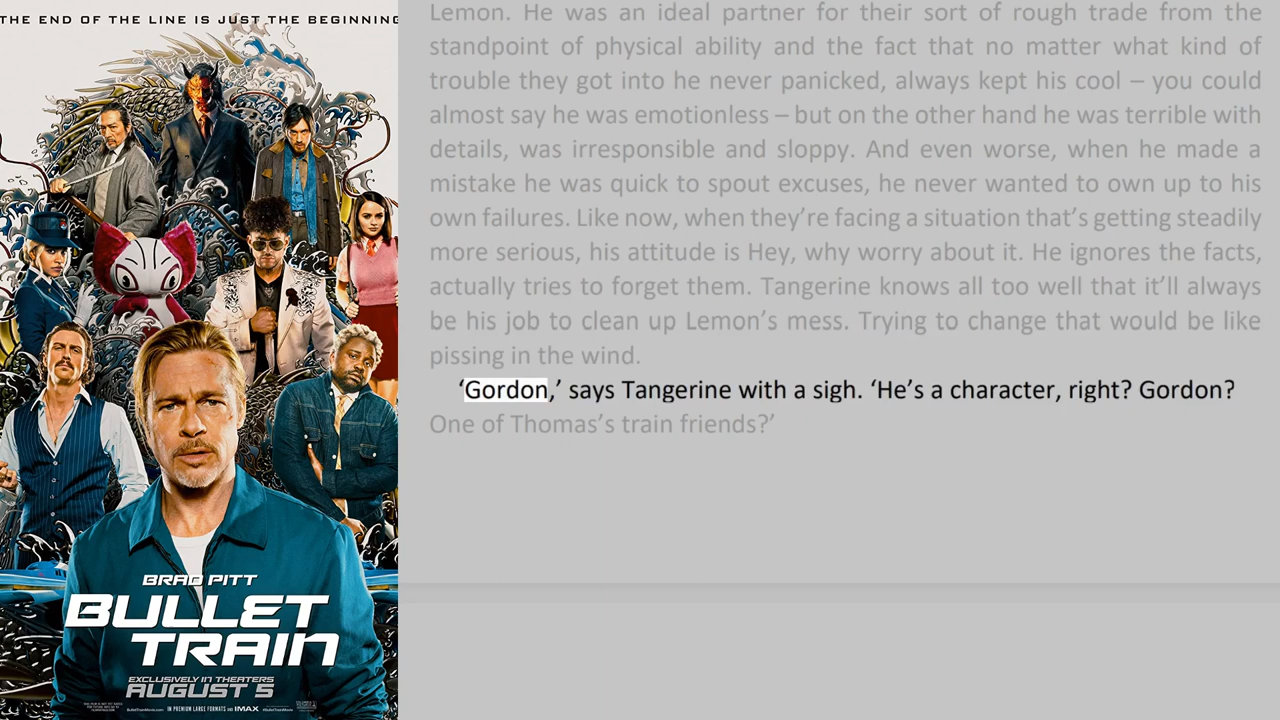 THE END OF THE LINE IS JUST THE BEGINNING
BRAD PITT
BULLET
TRAIN
EXCLUSIVELY IN THEATERS
AUGUST 5
BulletTrainMovie.com
IN PREMIUM LARGE FORMATS AND IMAX
#BulletTrainMovie
Lemon. He was an ideal partner for their sort of rough trade from the
standpoint of physical ability and the fact that no matter what kind of
trouble they got into he never panicked, always kept his cool – you could
almost say he was emotionless – but on the other hand he was terrible with
details, was irresponsible and sloppy. And even worse, when he made a
mistake he was quick to spout excuses, he never wanted to own up to his
own failures. Like now, when they're facing a situation that's getting steadily
more serious, his attitude is Hey, why worry about it. He ignores the facts,
actually tries to forget them. Tangerine knows all too well that it'll always
be his job to clean up Lemon's mess. Trying to change that would be like
pissing in the wind.
‘Gordon,’ says Tangerine with a sigh. ‘He’s a character, right? Gordon?
One of Thomas’s train friends?’